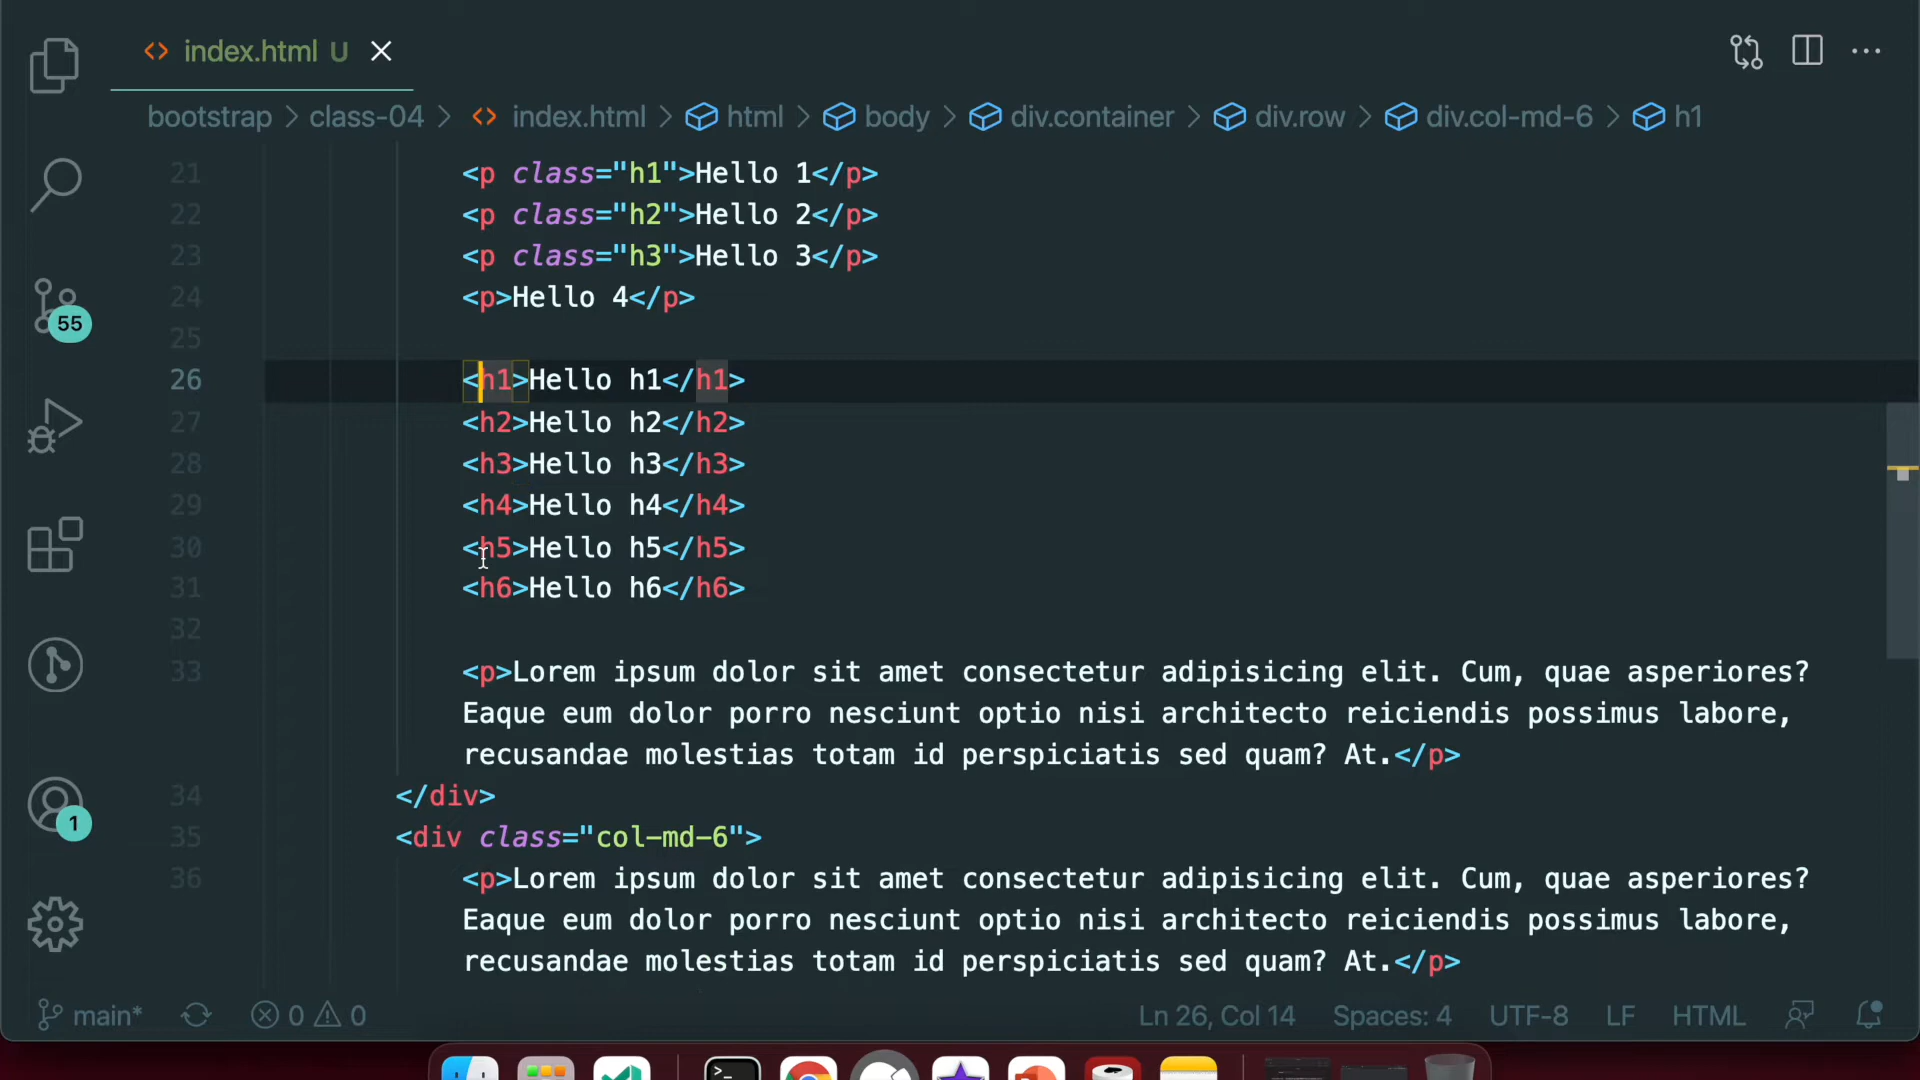 index.html U
bootstrap > class-04 > index.html > html > body > div.container > div.row > div.col-md-6 > h1
21 <p class="h1">Hello 1</p>
22 <p class="h2">Hello 2</p>
23 <p class="h3">Hello 3</p>
24 <p>Hello 4</p>
25
26 <h1>Hello h1</h1>
27 <h2>Hello h2</h2>
28 <h3>Hello h3</h3>
29 <h4>Hello h4</h4>
30 <h5>Hello h5</h5>
31 <h6>Hello h6</h6>
32
33 <p>Lorem ipsum dolor sit amet consectetur adipisicing elit. Cum, quae asperiores?
Eaque eum dolor porro nesciunt optio nisi architecto reiciendis possimus labore,
recusandae molestias totam id perspiciatis sed quam? At.</p>
34 </div>
35 <div class="col-md-6">
36 <p>Lorem ipsum dolor sit amet consectetur adipisicing elit. Cum, quae asperiores?
Eaque eum dolor porro nesciunt optio nisi architecto reiciendis possimus labore,
recusandae molestias totam id perspiciatis sed quam? At.</p>
55
1
main* 0 0 Ln 26, Col 14 Spaces: 4 UTF-8 LF HTML